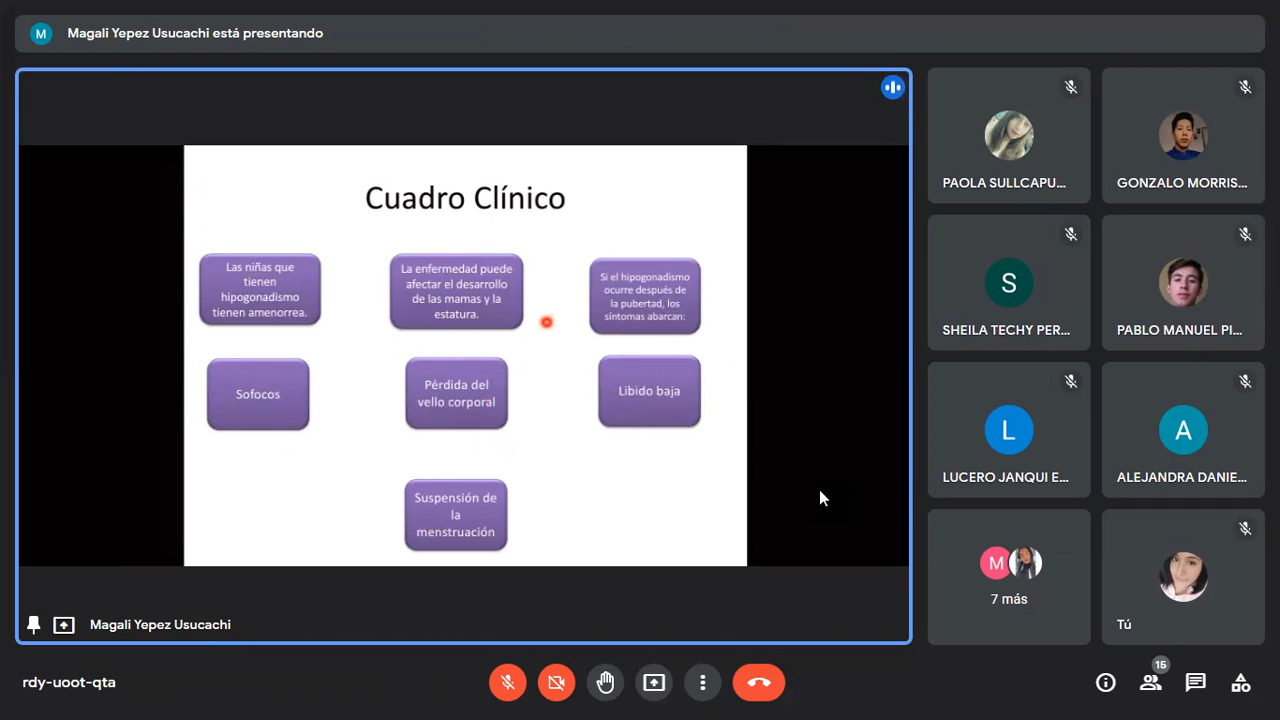 M
Magali Yepez Usucachi está presentando
Cuadro Clínico
Las niñas que
tienen
hipogonadismo
tienen amenorrea.
La enfermedad puede
afectar el desarrollo
de las mamas y la
estatura.
Si el hipogonadismo
ocurre después de
la pubertad, los
síntomas abarcan:
Sofocos
Pérdida del
vello corporal
Libido baja
Suspensión de
la
menstruación
Magali Yepez Usucachi
PAOLA SULLCAPU...
GONZALO MORRIS...
S
SHEILA TECHY PER...
PABLO MANUEL PI...
L
LUCERO JANQUI E...
A
ALEJANDRA DANIE...
M
7 más
Tú
rdy-uoot-qta
15